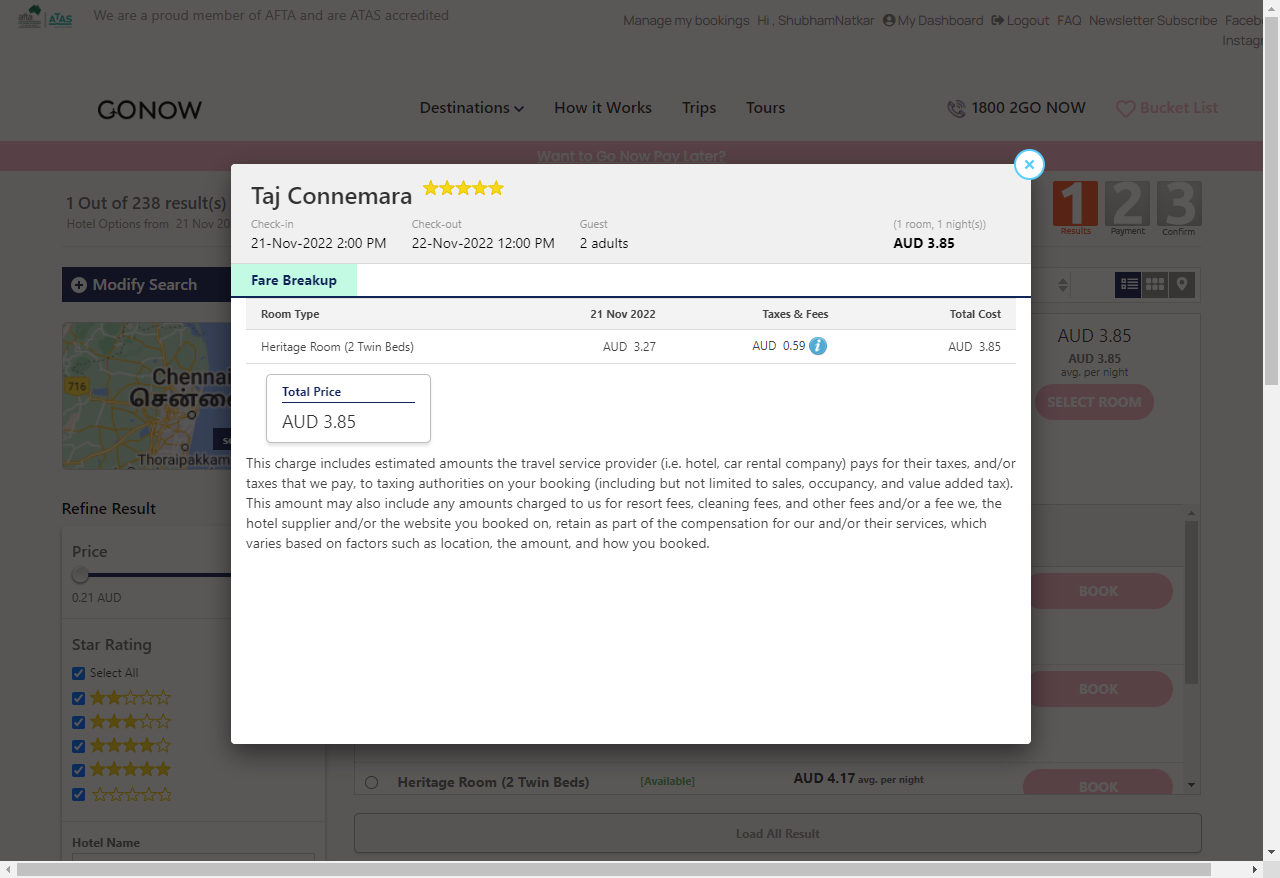 ATAS
We are a proud member of AFTA and are ATAS accredited
Manage my bookings Hi , ShubhamNatkar My Dashboard Logout FAQ Newsletter Subscribe
GONOW
Destinations How it Works Trips Tours
1800 2GO NOW
Bucket List
Want to Go Now Pay Later?
1 Out of 238 result(s)
Hotel Options from 21 Nov
1 2 3
Results Payment Confirm
Modify Search
Taj Connemara
Check-in Check-out Guest (1 room, 1 night(s))
21-Nov-2022 2:00 PM 22-Nov-2022 12:00 PM 2 adults AUD 3.85
Fare Breakup
Room Type 21 Nov 2022 Taxes & Fees Total Cost
Heritage Room (2 Twin Beds) AUD 3.27 AUD 0.59 i AUD 3.85
Total Price
AUD 3.85
This charge includes estimated amounts the travel service provider (i.e. hotel, car rental company) pays for their taxes, and/or
taxes that we pay, to taxing authorities on your booking (including but not limited to sales, occupancy, and value added tax).
This amount may also include any amounts charged to us for resort fees, cleaning fees, and other fees and/or a fee we, the
hotel supplier and/or the website you booked on, retain as part of the compensation for our and/or their services, which
varies based on factors such as location, the amount, and how you booked.
AUD 3.85
AUD 3.85
avg. per night
SELECT ROOM
716
Chennai
Thoraipakkam
Refine Result
Price
0.21 AUD
Star Rating
Select All
Hotel Name
BOOK
BOOK
Heritage Room (2 Twin Beds) [Available] AUD 4.17 avg. per night BOOK
Load All Result